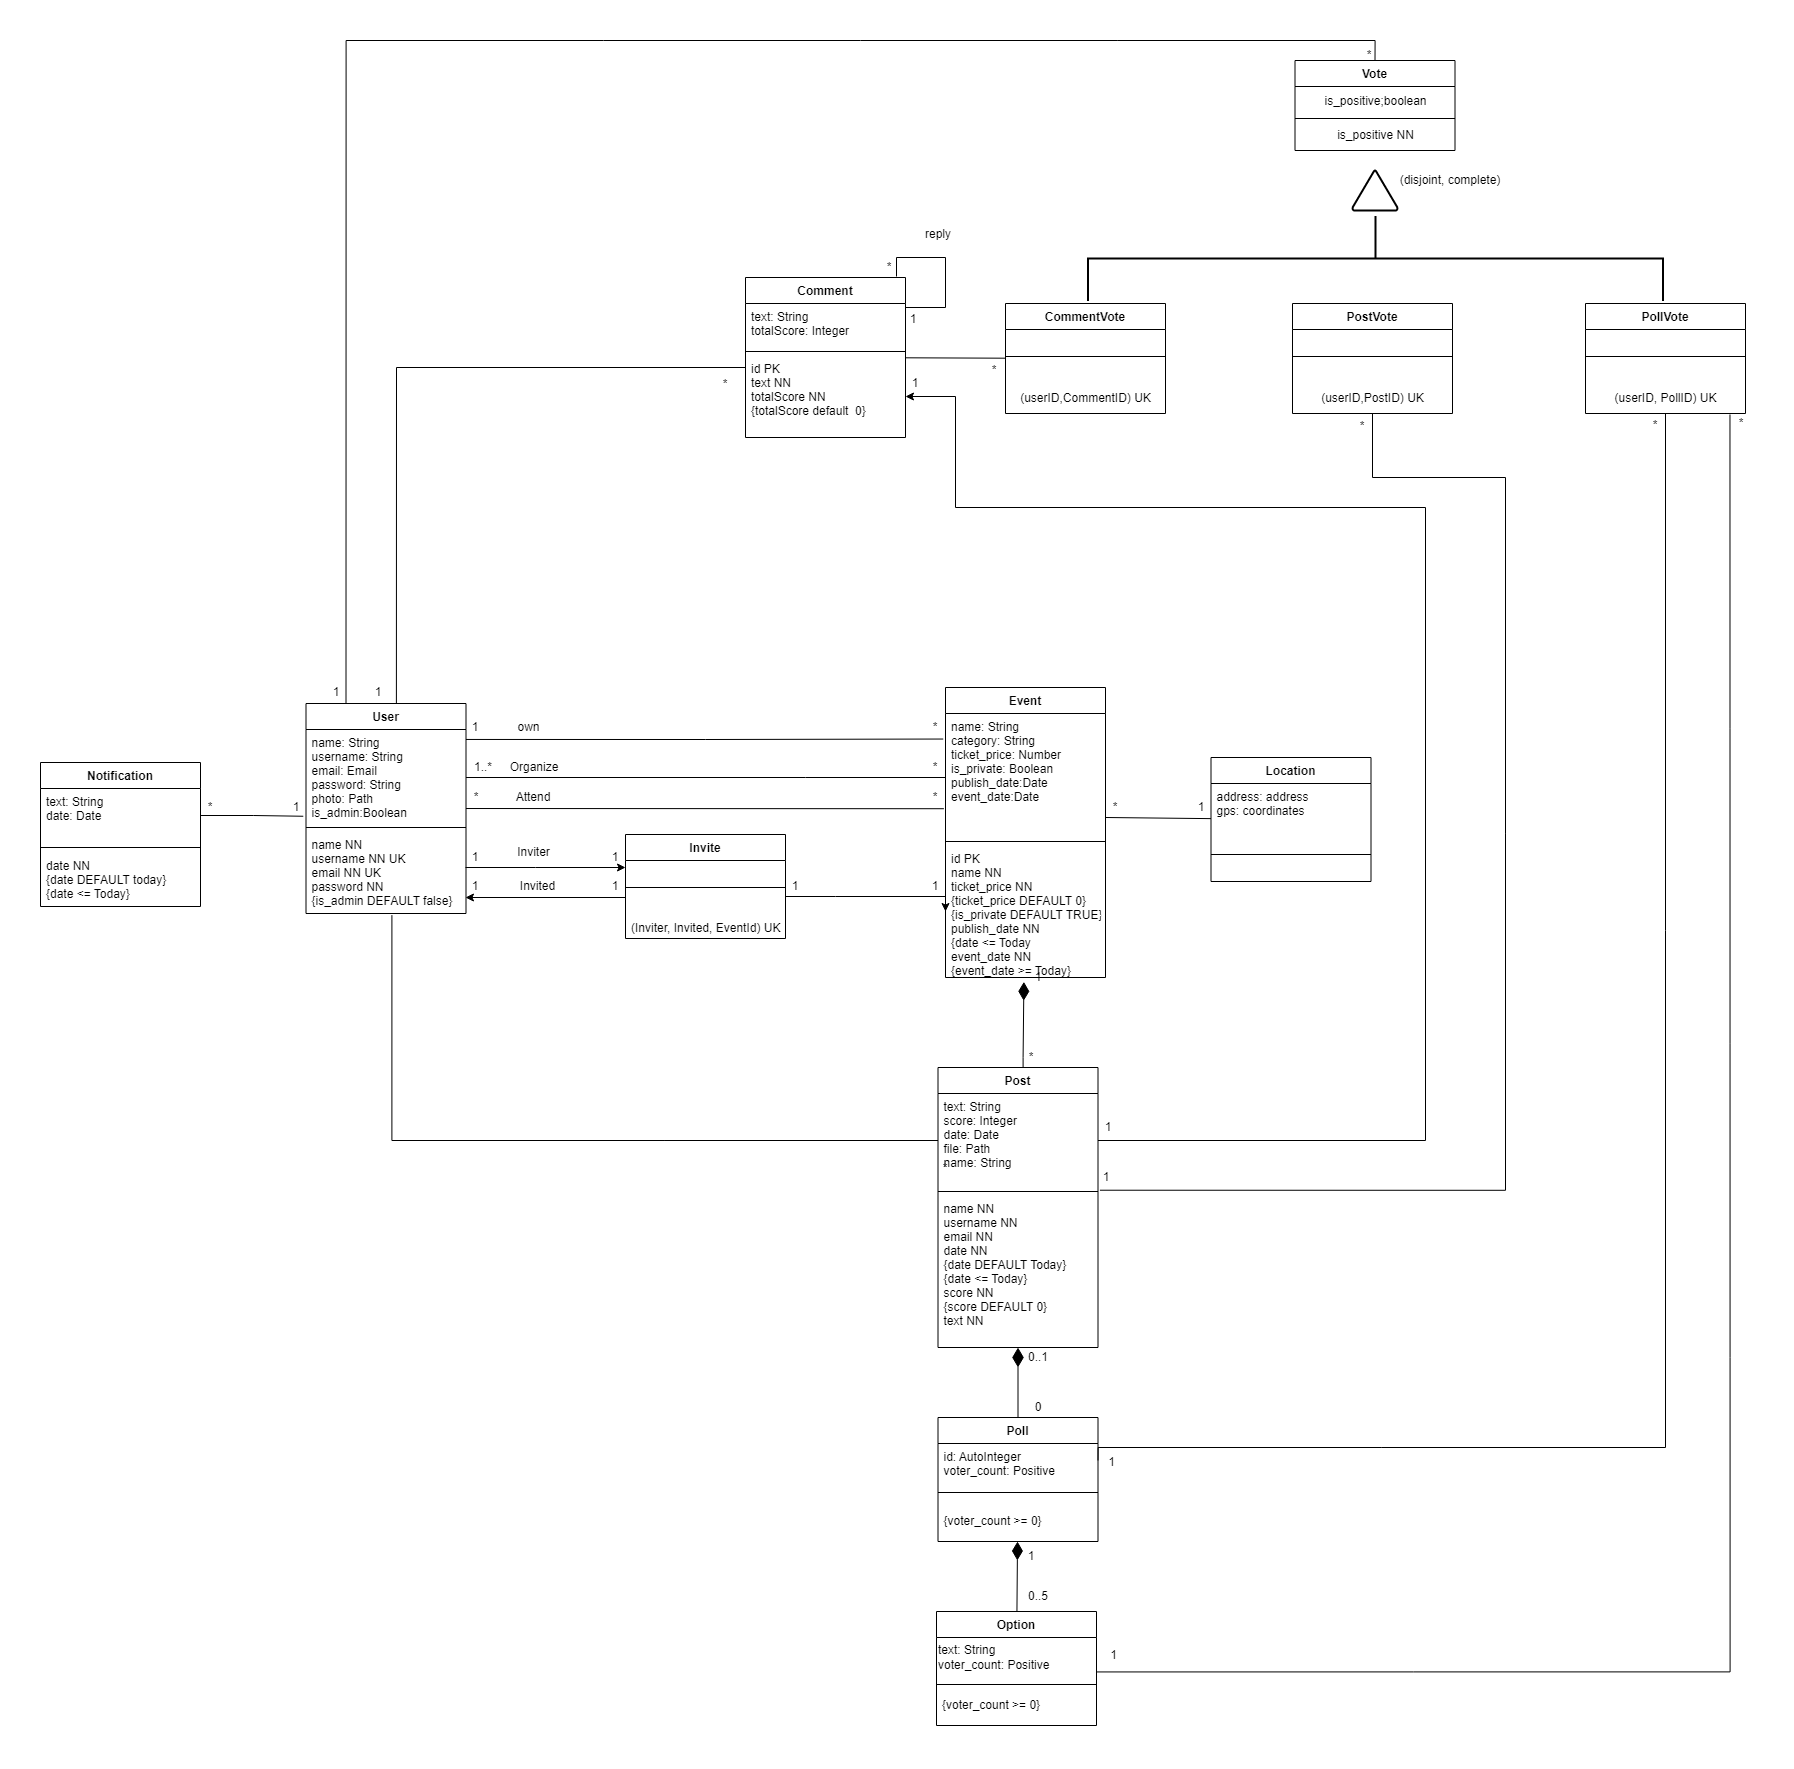 *
Vote
is_positive;boolean
is_positive NN
(disjoint, complete)
reply
*
Comment
text: String
totalScore: Integer
1
id PK
text NN
totalScore NN
{totalScore default  0}
*
*
1
CommentVote
(userID,CommentID) UK
PostVote
(userID,PostID) UK
*
PollVote
(userID, PollID) UK
*
*
1
1
User
name: String
username: String
email: Email
password: String
photo: Path
is_admin:Boolean
name NN
username NN UK
email NN UK
password NN
{is_admin DEFAULT false}
Notification
text: String
date: Date
date NN
{date DEFAULT today}
{date <= Today}
*
1
1
own
*
1..*
Organize
*
*
Attend
*
1
Inviter
1
1
Invited
1
Invite
(Inviter, Invited, EventId) UK
1
1
Event
name: String
category: String
ticket_price: Number
is_private: Boolean
publish_date:Date
event_date:Date
id PK
name NN
ticket_price NN
{ticket_price DEFAULT 0}
{is_private DEFAULT TRUE}
publish_date NN
{date <= Today
event_date NN
{event_date >= Today}
1
*
1
Location
address: address
gps: coordinates
*
Post
text: String
score: Integer
date: Date
file: Path
name: String
*
1
1
name NN
username NN
email NN
date NN
{date DEFAULT Today}
{date <= Today}
score NN
{score DEFAULT 0}
text NN
0..1
0
Poll
id: AutoInteger
voter_count: Positive
1
{voter_count >= 0}
1
0..5
Option
text: String
voter_count: Positive
1
{voter_count >= 0}